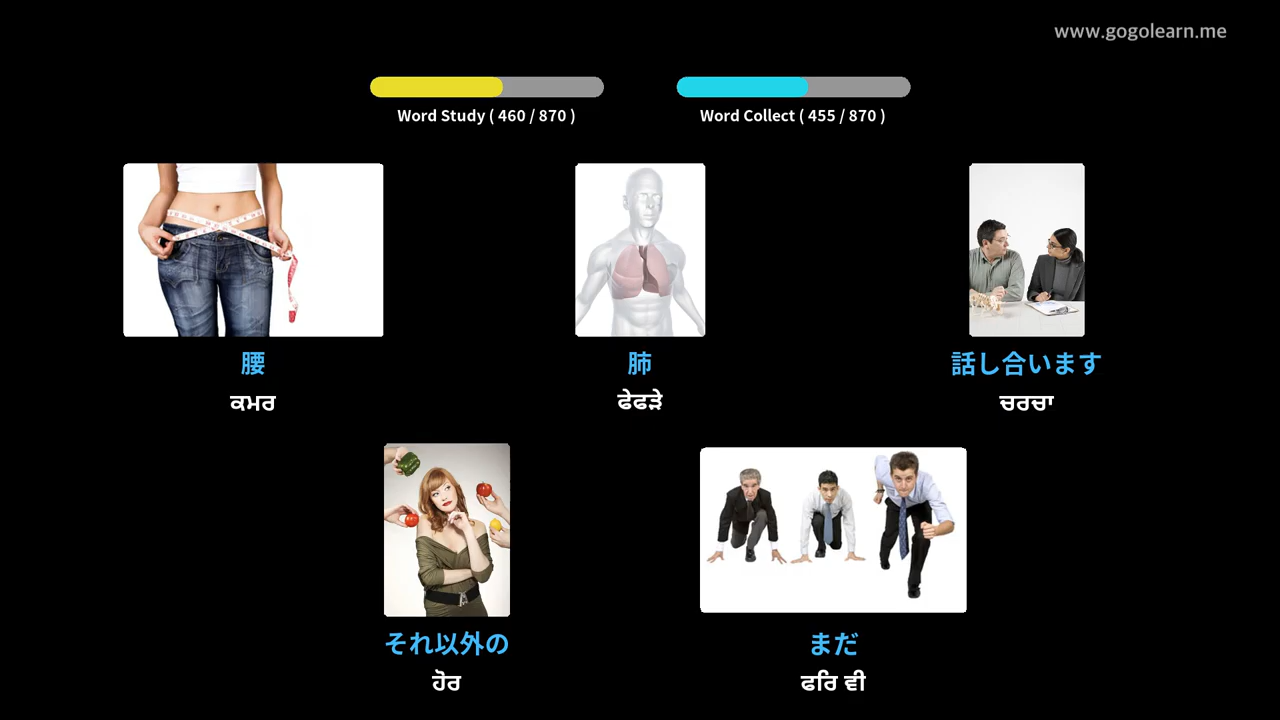 www.gogolearn.me
Word Study ( 460 / 870 )
Word Collect ( 455 / 870 )
腰
肺
話し合います
ਕਮਰ
ਫੇਫੜੇ
ਚਰਚਾ
それ以外の
まだ
ਹੋਰ
ਫਰਿ ਵੀ